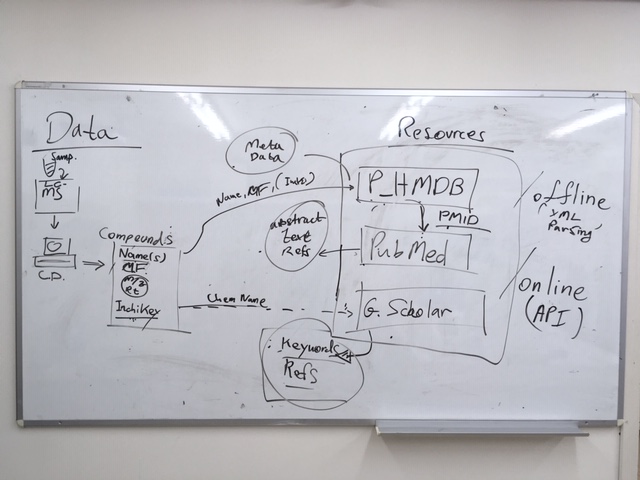 Data
Samp.
LC-
MS
C.D.
Compounds
Name(s)
MF
m/z
rt
InchiKey
Meta
Data
Name, MF, (Inchi)
abstract
text
Refs
Chem Name
Keywords
Refs
Resources
P_HMDB
PMID
PubMed
G. Scholar
offline
XML
Parsing
Online
(API)